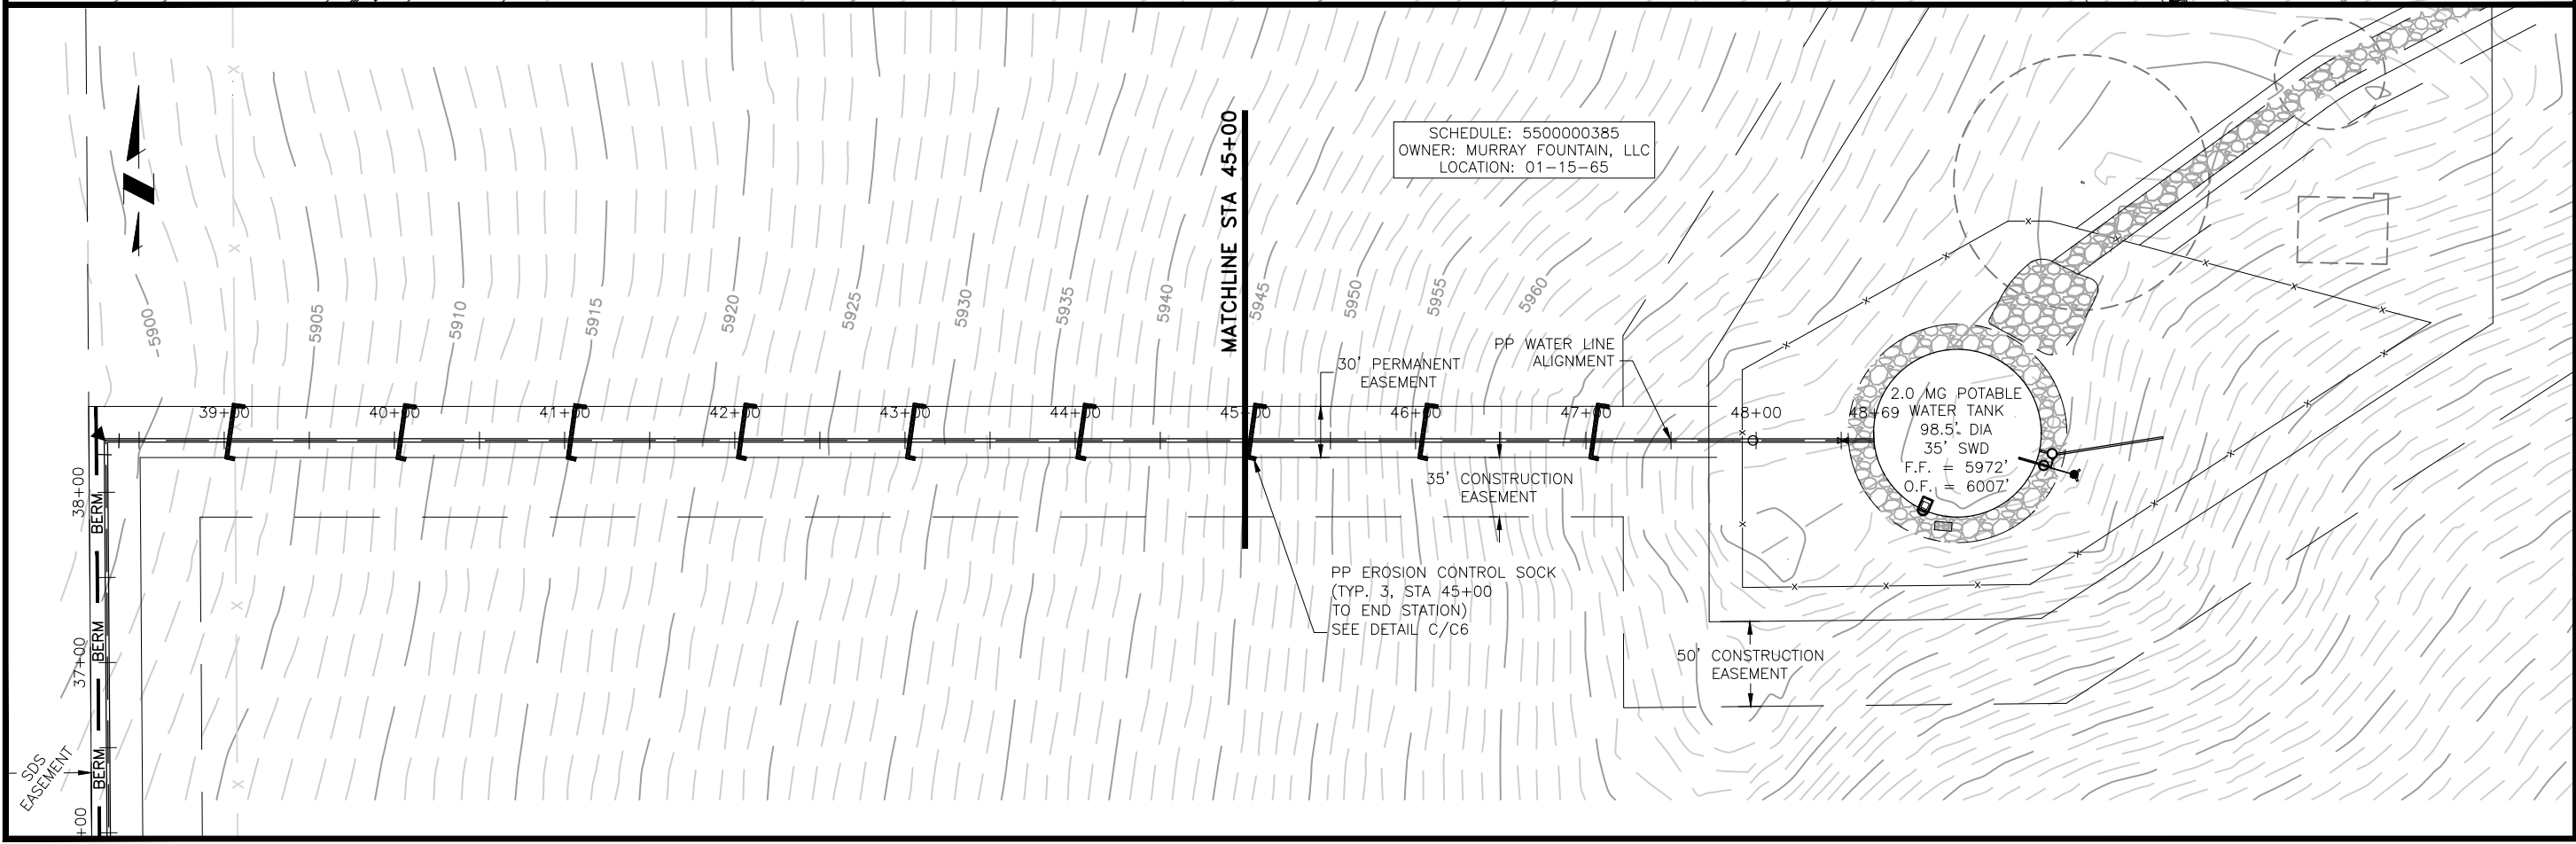 MATCHLINE STA 45+00
SCHEDULE: 5500000385
OWNER: MURRAY FOUNTAIN, LLC
LOCATION: 01-15-65
5900
5905
5910
5915
5920
5925
5930
5935
5940
5945
5950
5955
5960
PP WATER LINE
ALIGNMENT
30' PERMANENT
EASEMENT
39+00
40+00
41+00
42+00
43+00
44+00
45+00
46+00
47+00
48+00
48+69
2.0 MG POTABLE
WATER TANK
98.5' DIA
35' SWD
F.F. = 5972'
O.F. = 6007'
35' CONSTRUCTION
EASEMENT
PP EROSION CONTROL SOCK
(TYP. 3, STA 45+00
TO END STATION)
SEE DETAIL C/C6
50' CONSTRUCTION
EASEMENT
38+00
BERM
37+00
BERM
BERM
+00
SDS
EASEMENT